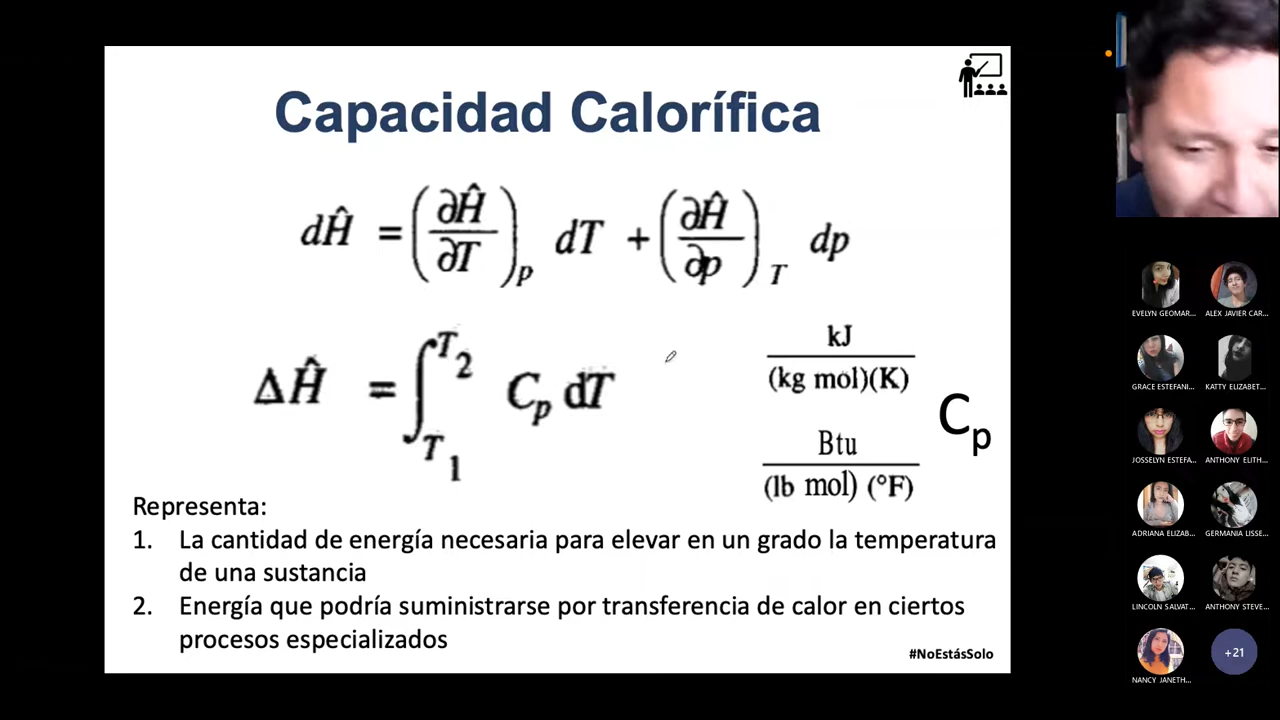 Capacidad Calorífica
dĤ = (∂Ĥ/∂T)p dT + (∂Ĥ/∂p)T dp
ΔĤ = ∫T1T2 Cp dT
kJ
(kg mol)(K)
Cp
Btu
(lb mol) (°F)
Representa:
1. La cantidad de energía necesaria para elevar en un grado la temperatura
de una sustancia
2. Energía que podría suministrarse por transferencia de calor en ciertos
procesos especializados
#NoEstásSolo
EVELYN GEOMAR...
ALEX JAVIER CAR...
GRACE ESTEFANI...
KATTY ELIZABET...
JOSSELYN ESTEFA...
ANTHONY ELITH...
ADRIANA ELIZAB...
GERMANIA LISSE...
LINCOLN SALVAT...
ANTHONY STEVE...
NANCY JANETH...
+21